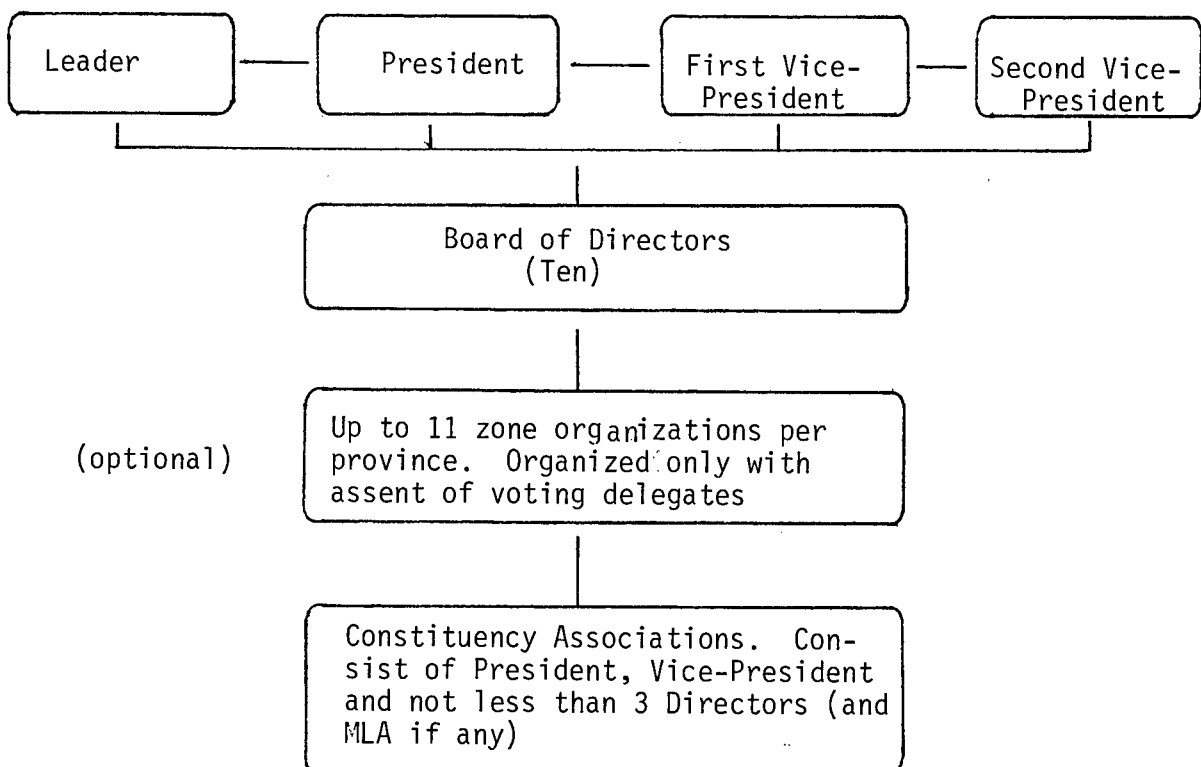 Leader
President
First Vice-
President
Second Vice-
President
Board of Directors
(Ten)
(optional)
Up to 11 zone organizations per
province. Organized only with
assent of voting delegates
Constituency Associations. Con-
sist of President, Vice-President
and not less than 3 Directors (and
MLA if any)